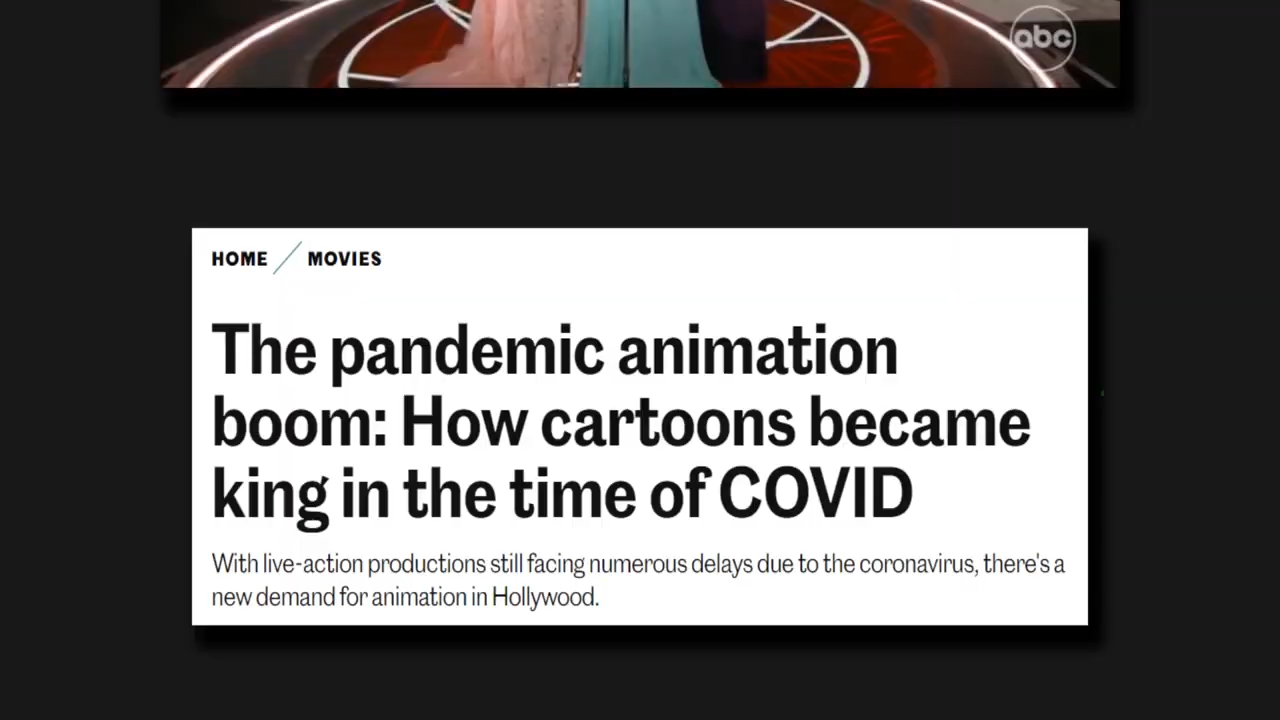 abc
HOME / MOVIES
The pandemic animation
boom: How cartoons became
king in the time of COVID
With live-action productions still facing numerous delays due to the coronavirus, there's a
new demand for animation in Hollywood.